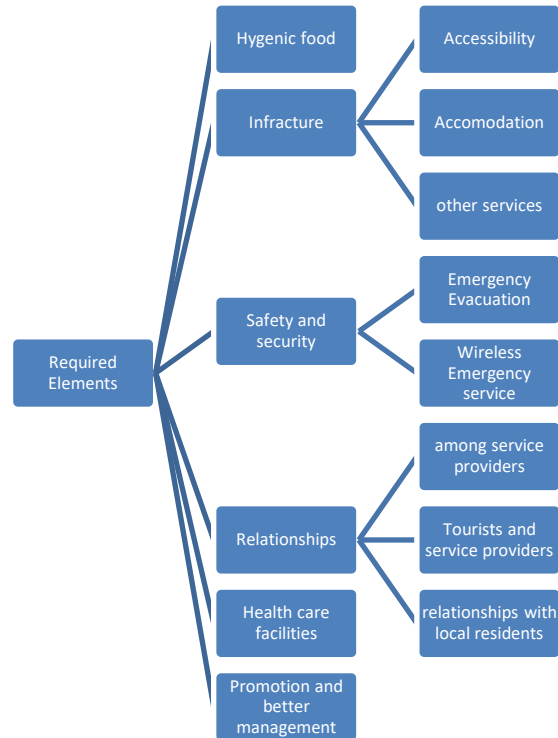 Hygenic food
Accessibility
Infracture
Accomodation
other services
Safety and
security
Emergency
Evacuation
Wireless
Emergency
service
Required
Elements
among service
providers
Relationships
Tourists and
service providers
relationships with
local residents
Health care
facilities
Promotion and
better
management